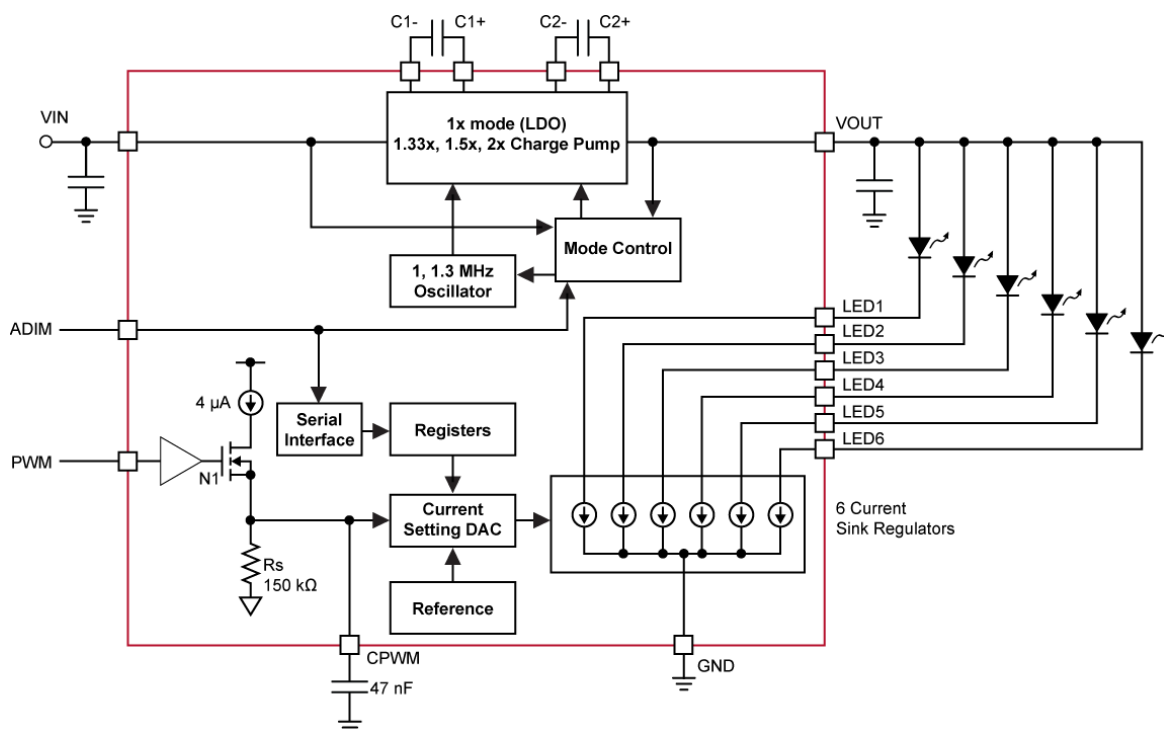 C1-
C1+
C2-
C2+
VIN
1x mode (LDO)
1.33x, 1.5x, 2x Charge Pump
VOUT
Mode Control
1, 1.3 MHz
Oscillator
ADIM
LED1
LED2
LED3
LED4
LED5
LED6
4 µA
Serial
Interface
Registers
PWM
N1
Current
Setting DAC
6 Current
Sink Regulators
Rs
150 kΩ
Reference
CPWM
GND
47 nF